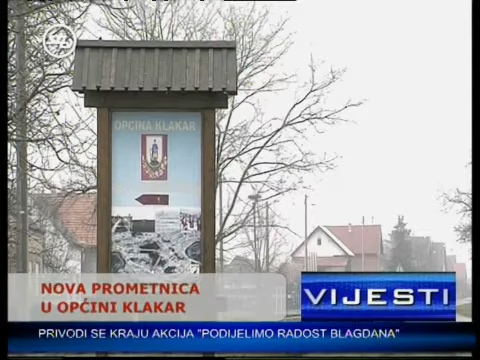 OPĆINA KLAKAR
NOVA PROMETNICA
U OPĆINI KLAKAR
VIJESTI
PRIVODI SE KRAJU AKCIJA "PODIJELIMO RADOST BLAGDANA"